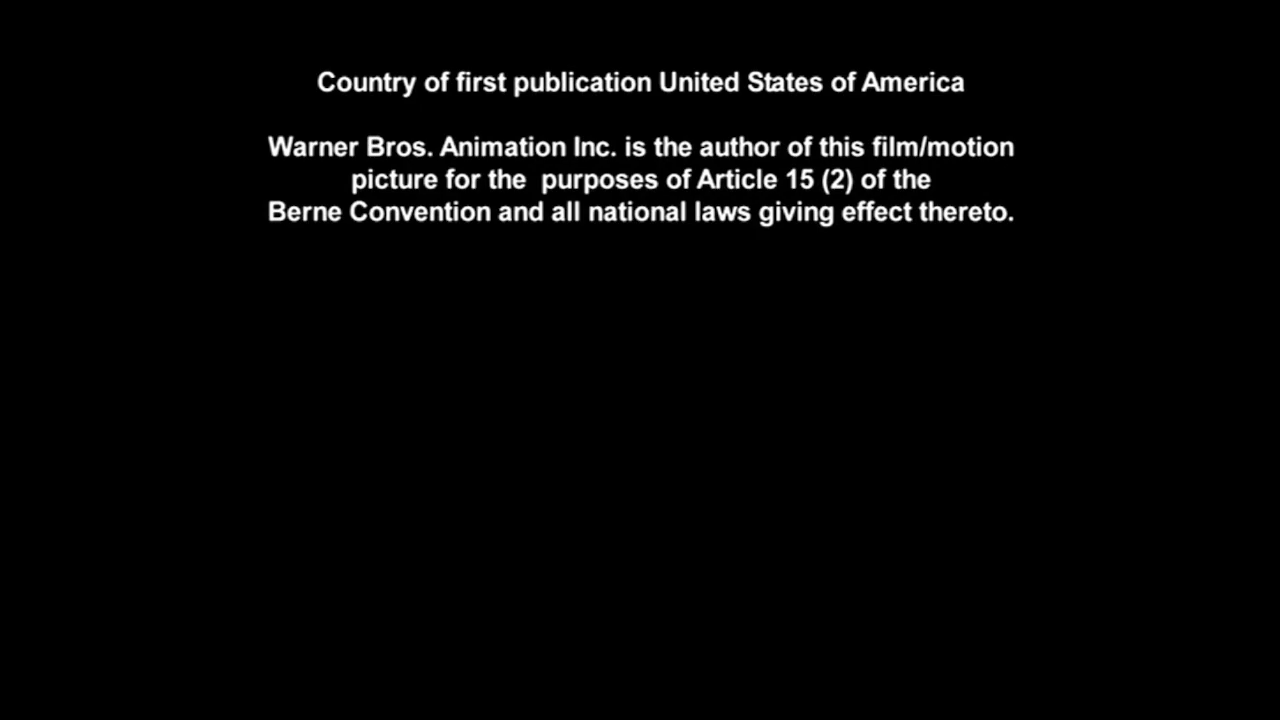 Country of first publication United States of America
Warner Bros. Animation Inc. is the author of this film/motion
picture for the  purposes of Article 15 (2) of the
Berne Convention and all national laws giving effect thereto.